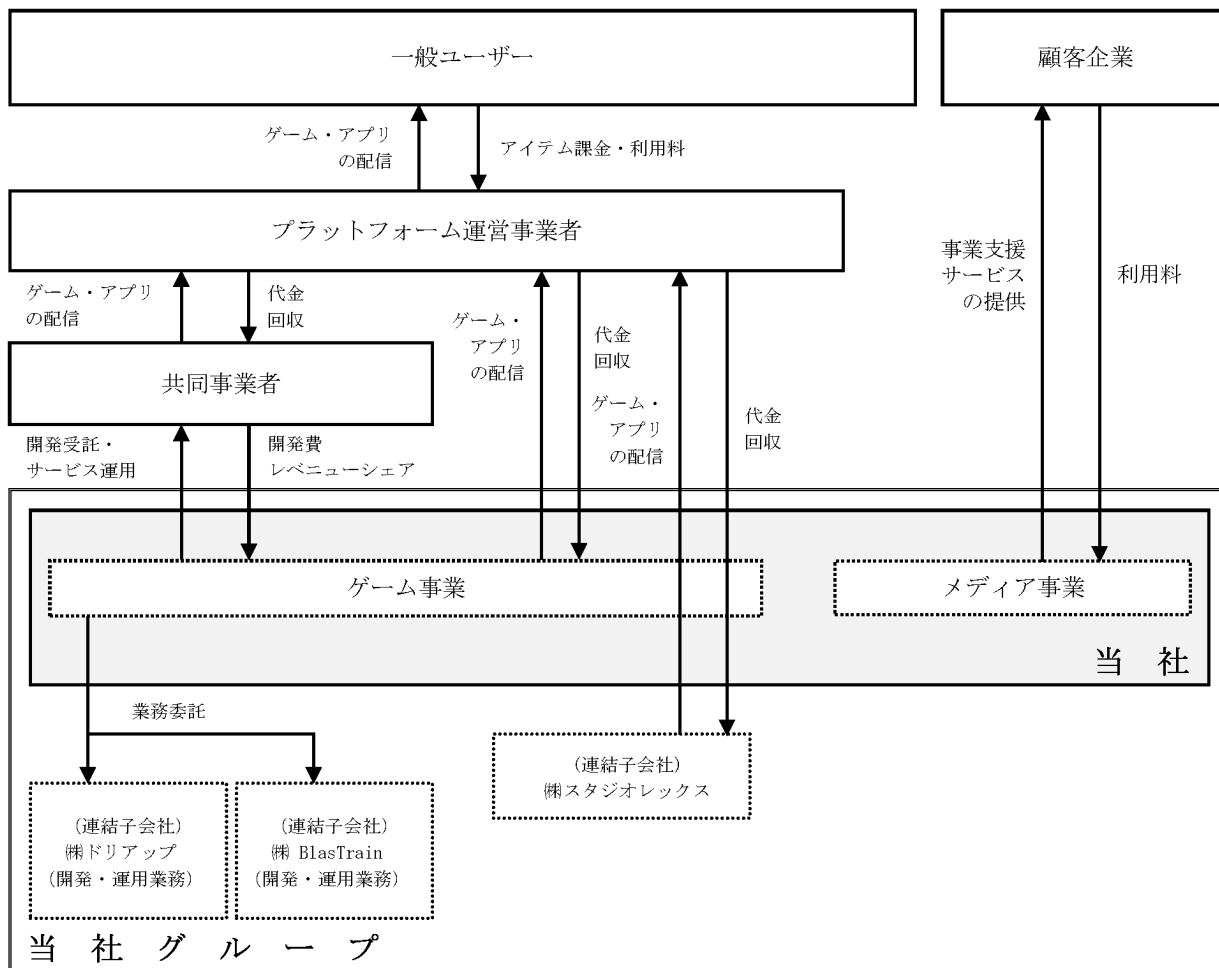 一般ユーザー
顧客企業
ゲーム・アプリ
の配信
アイテム課金・利用料
プラットフォーム運営事業者
事業支援
サービス
の提供
利用料
ゲーム・アプリ
の配信
代金
回収
ゲーム・
アプリ
の配信
代金
回収
ゲーム・
アプリ
の配信
代金
回収
共同事業者
開発受託・
サービス運用
開発費
レベニューシェア
ゲーム事業
メディア事業
当 社
業務委託
(連結子会社)
㈱スタジオレックス
(連結子会社)
㈱ドリアップ
(開発・運用業務)
(連結子会社)
㈱ BlasTrain
(開発・運用業務)
当 社 グ ル ー プ